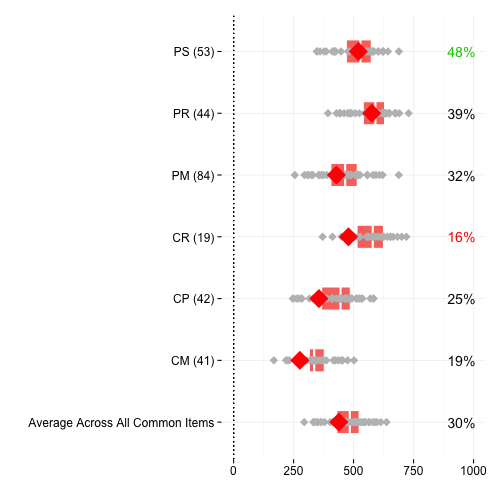 PS (53) 48%
PR (44) 39%
PM (84) 32%
CR (19) 16%
CP (42) 25%
CM (41) 19%
Average Across All Common Items 30%
0 250 500 750 1000